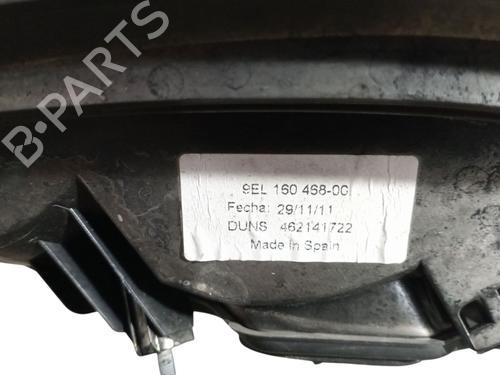 B-PARTS
9EL 160 468-00
Fecha: 29/11/11
DUNS 462141722
Made in Spain